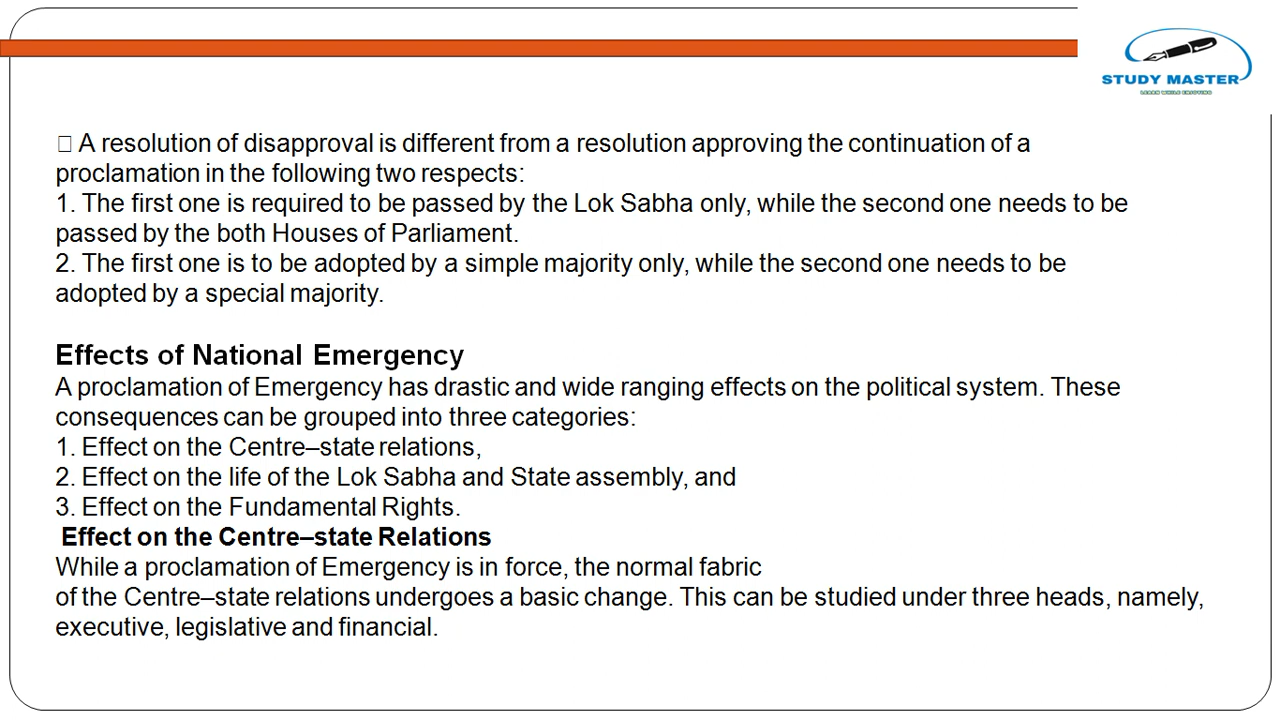 STUDY MASTER
LEARN WHILE ENJOYING
A resolution of disapproval is different from a resolution approving the continuation of a
proclamation in the following two respects:
1. The first one is required to be passed by the Lok Sabha only, while the second one needs to be
passed by the both Houses of Parliament.
2. The first one is to be adopted by a simple majority only, while the second one needs to be
adopted by a special majority.
Effects of National Emergency
A proclamation of Emergency has drastic and wide ranging effects on the political system. These
consequences can be grouped into three categories:
1. Effect on the Centre–state relations,
2. Effect on the life of the Lok Sabha and State assembly, and
3. Effect on the Fundamental Rights.
Effect on the Centre–state Relations
While a proclamation of Emergency is in force, the normal fabric
of the Centre–state relations undergoes a basic change. This can be studied under three heads, namely,
executive, legislative and financial.